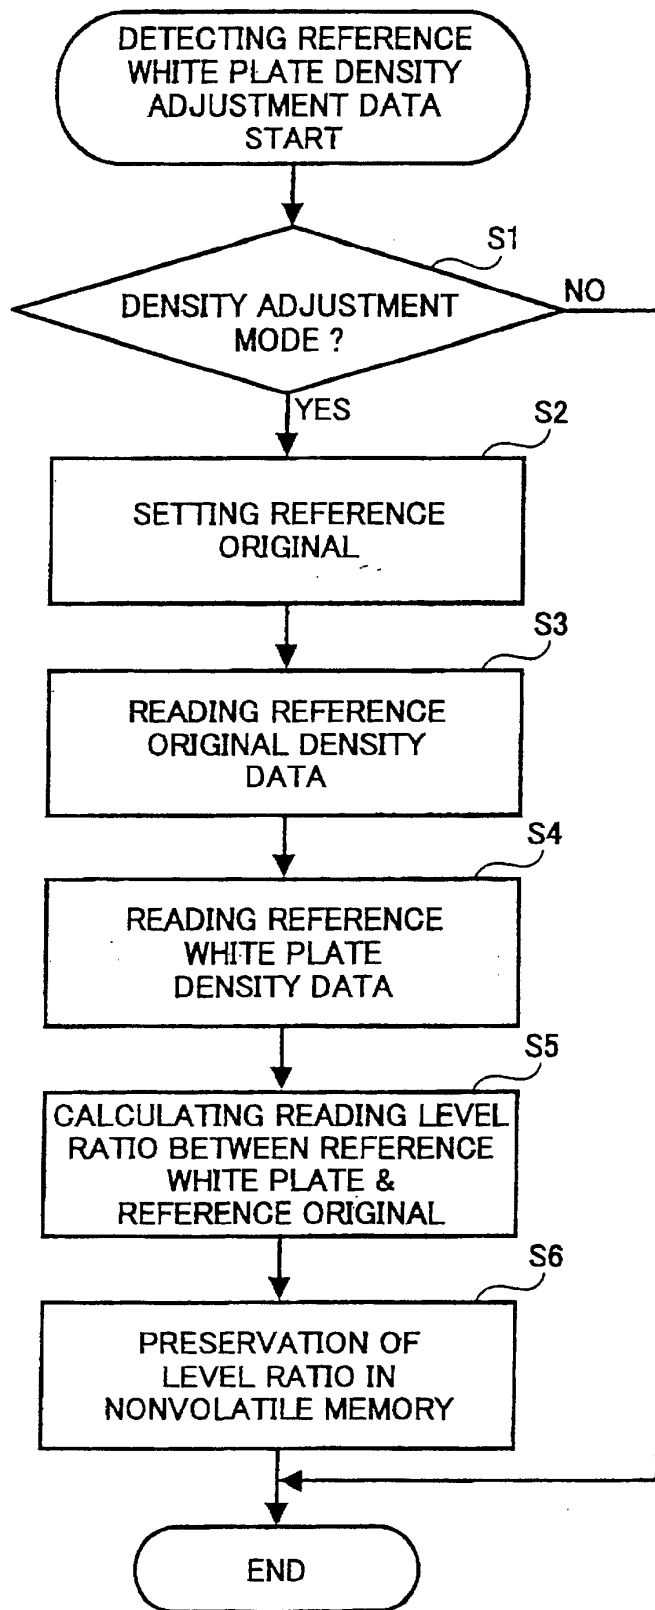 DETECTING REFERENCE
WHITE PLATE DENSITY
ADJUSTMENT DATA
START
S1
DENSITY ADJUSTMENT
MODE ?
NO
YES
S2
SETTING REFERENCE
ORIGINAL
S3
READING REFERENCE
ORIGINAL DENSITY
DATA
S4
READING REFERENCE
WHITE PLATE
DENSITY DATA
S5
CALCULATING READING LEVEL
RATIO BETWEEN REFERENCE
WHITE PLATE &
REFERENCE ORIGINAL
S6
PRESERVATION OF
LEVEL RATIO IN
NONVOLATILE MEMORY
END